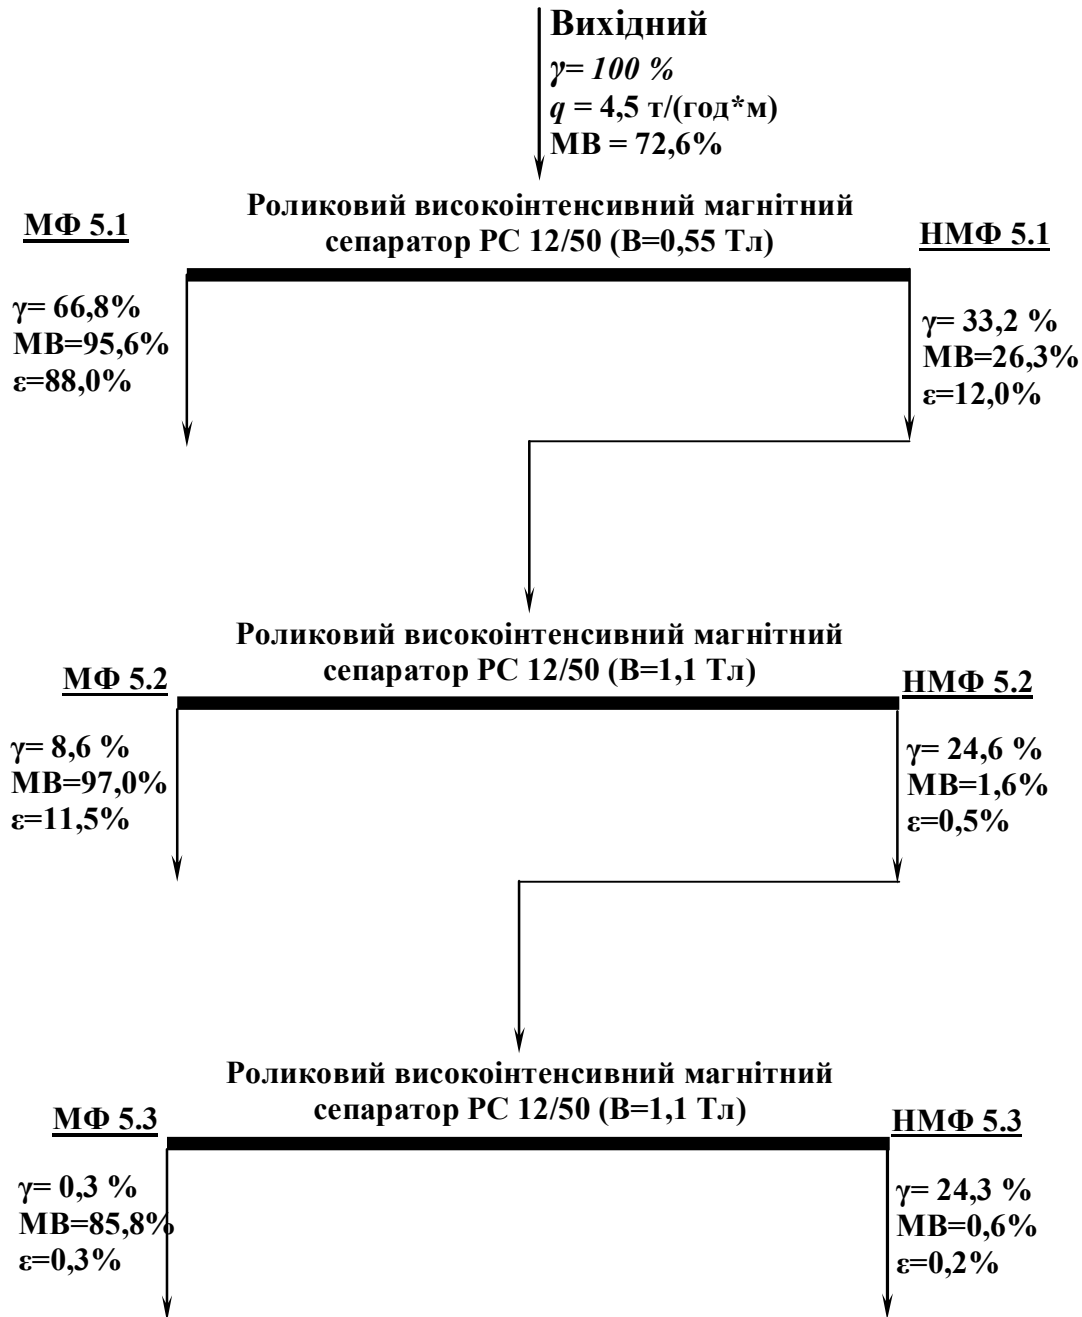 Вихідний
γ= 100 %
q = 4,5 т/(год*м)
МВ = 72,6%
Роликовий високоінтенсивний магнітний
сепаратор РС 12/50 (В=0,55 Тл)
МФ 5.1
НМФ 5.1
γ= 66,8%
МВ=95,6%
ε=88,0%
γ= 33,2 %
МВ=26,3%
ε=12,0%
Роликовий високоінтенсивний магнітний
сепаратор РС 12/50 (В=1,1 Тл)
МФ 5.2
НМФ 5.2
γ= 8,6 %
МВ=97,0%
ε=11,5%
γ= 24,6 %
МВ=1,6%
ε=0,5%
Роликовий високоінтенсивний магнітний
сепаратор РС 12/50 (В=1,1 Тл)
МФ 5.3
НМФ 5.3
γ= 0,3 %
МВ=85,8%
ε=0,3%
γ= 24,3 %
МВ=0,6%
ε=0,2%